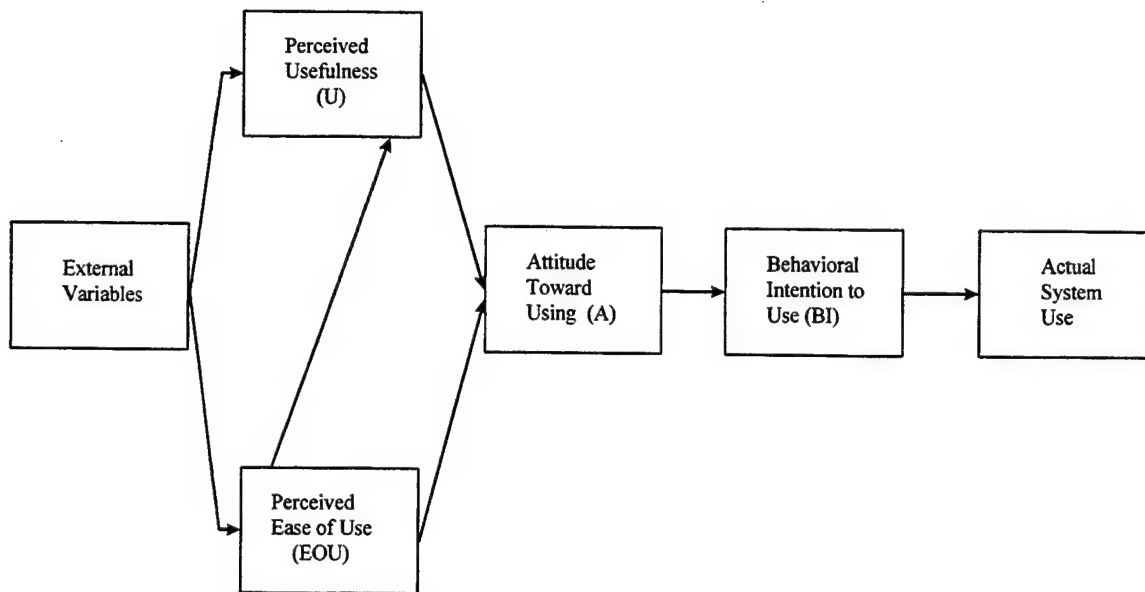 Perceived
Usefulness
(U)
External
Variables
Attitude
Toward
Using (A)
Behavioral
Intention to
Use (BI)
Actual
System
Use
Perceived
Ease of Use
(EOU)